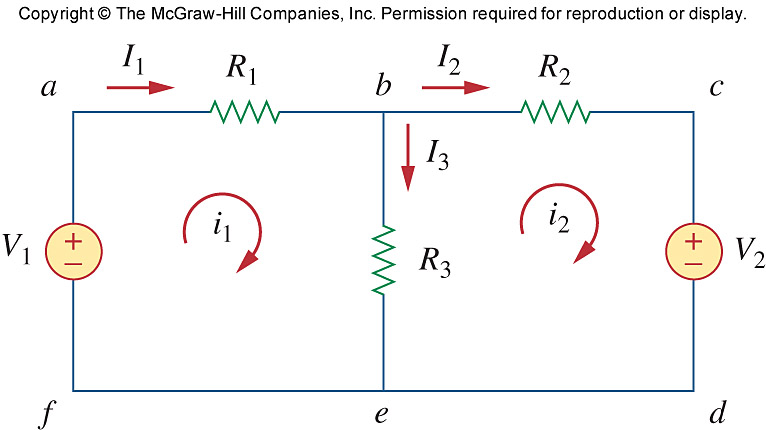 Copyright © The McGraw-Hill Companies, Inc. Permission required for reproduction or display.
I₁ R₁ I₂ R₂
a b c
I₃
i₁ i₂
V₁ + − R₃ + − V₂
f e d